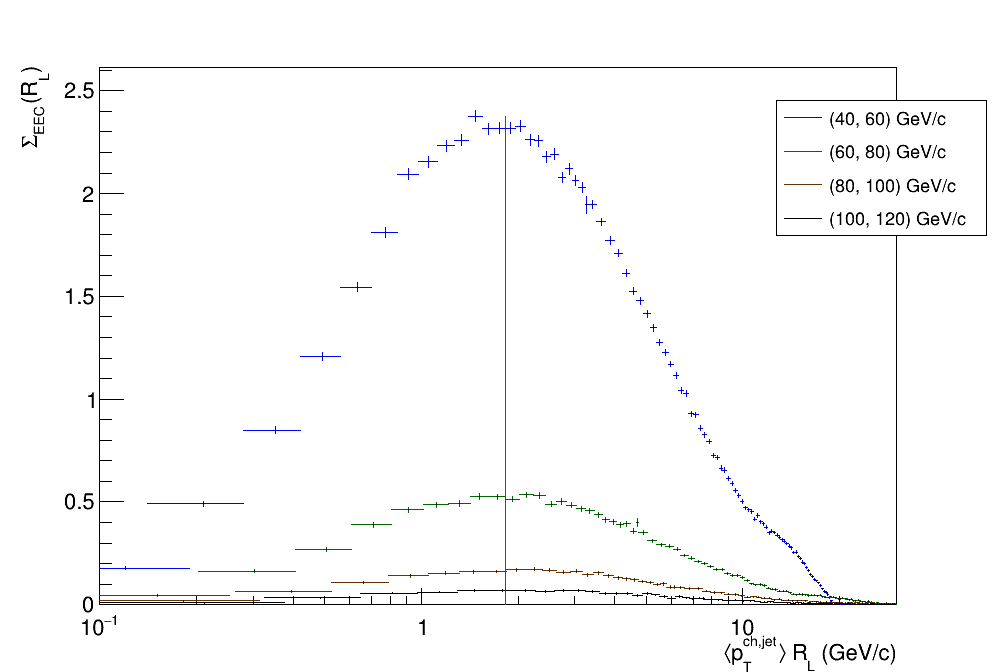 Σ_EEC(R_L)
2.5
2
1.5
1
0.5
0
10⁻¹
1
10
⟨p_T^ch,jet⟩ R_L (GeV/c)
(40, 60) GeV/c
(60, 80) GeV/c
(80, 100) GeV/c
(100, 120) GeV/c